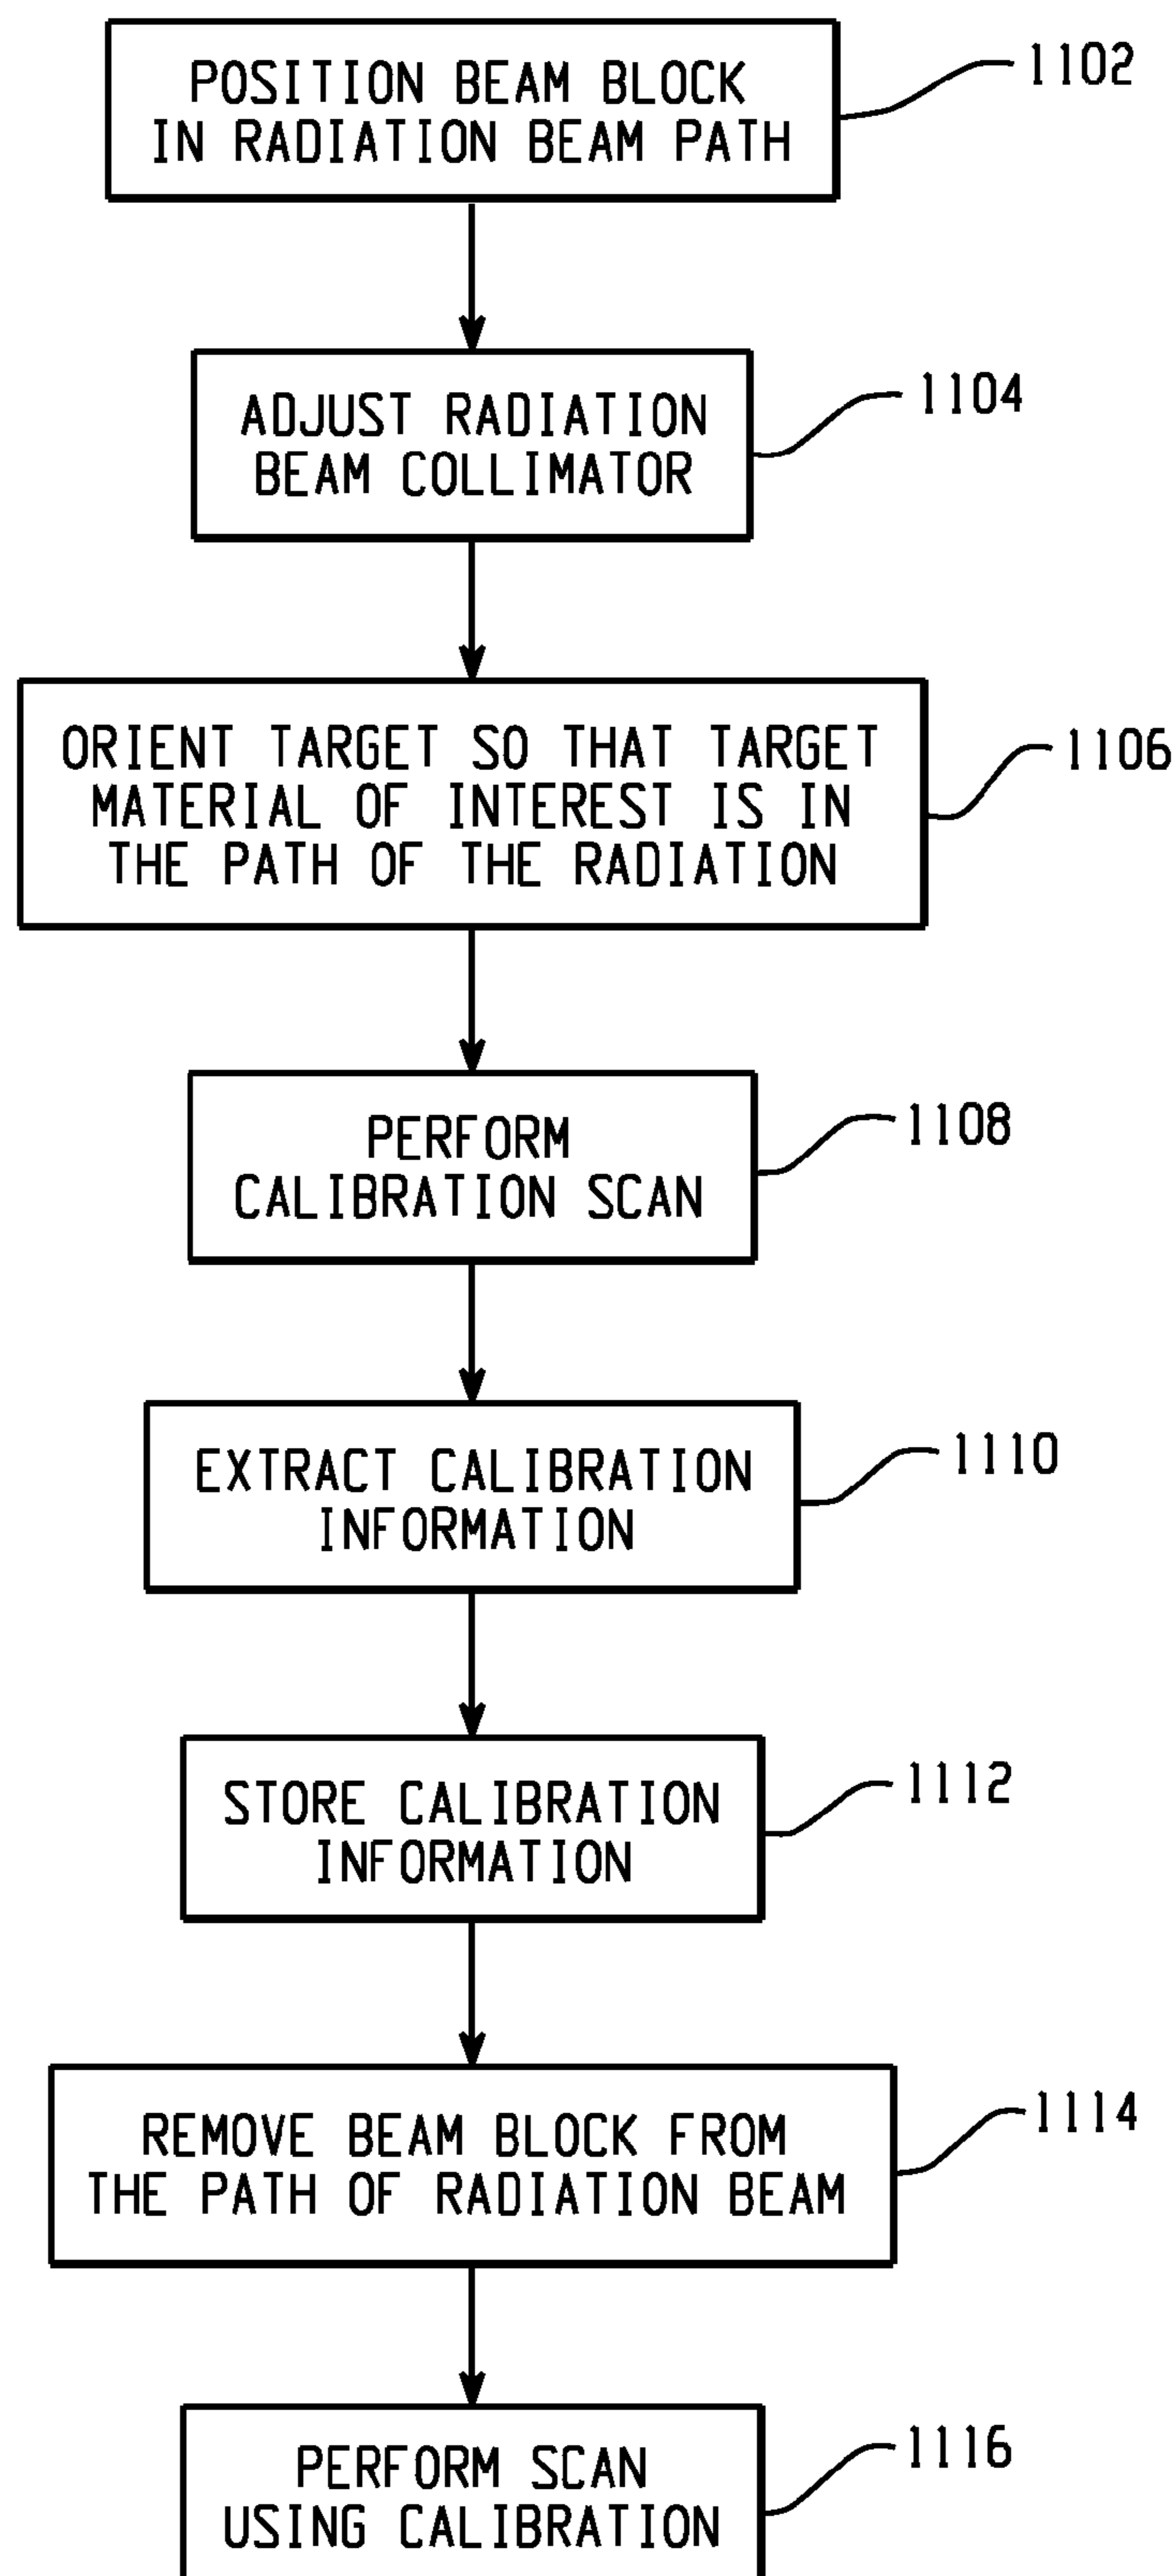 POSITION BEAM BLOCK
IN RADIATION BEAM PATH
1102
ADJUST RADIATION
BEAM COLLIMATOR
1104
ORIENT TARGET SO THAT TARGET
MATERIAL OF INTEREST IS IN
THE PATH OF THE RADIATION
1106
PERFORM
CALIBRATION SCAN
1108
EXTRACT CALIBRATION
INFORMATION
1110
STORE CALIBRATION
INFORMATION
1112
REMOVE BEAM BLOCK FROM
THE PATH OF RADIATION BEAM
1114
PERFORM SCAN
USING CALIBRATION
1116